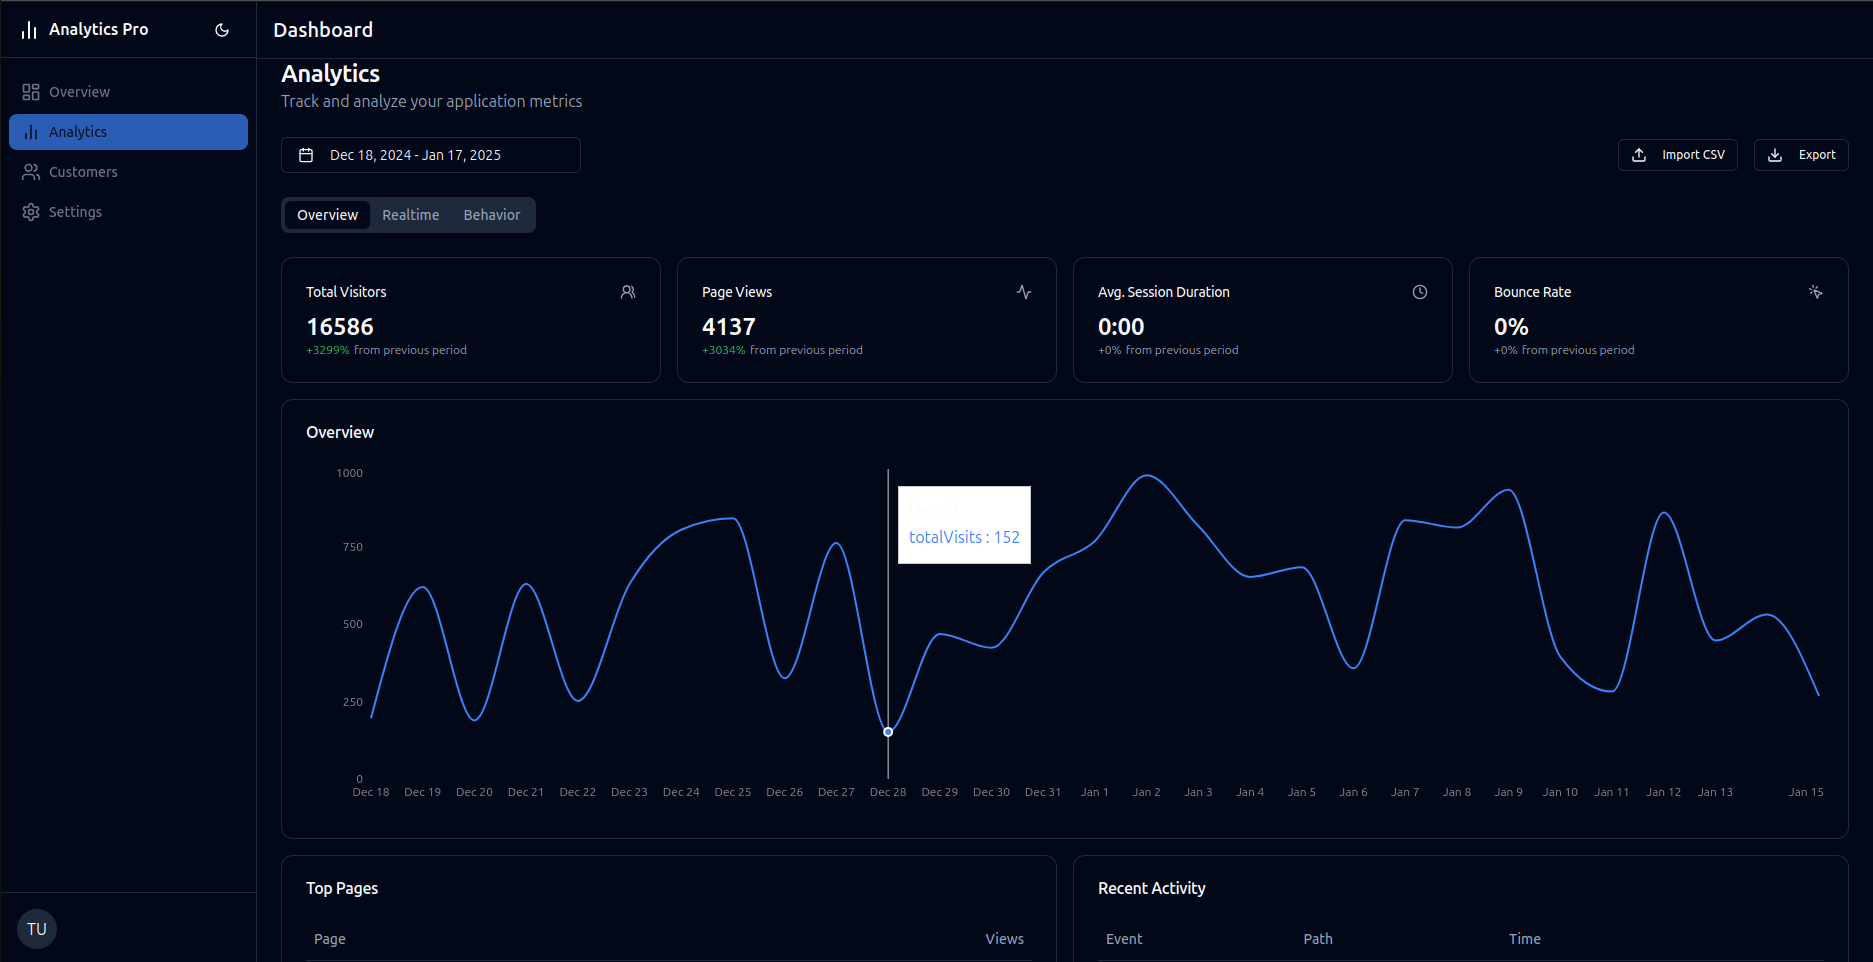 Analytics Pro
Dashboard
Overview
Analytics
Customers
Settings
TU
Analytics
Track and analyze your application metrics
Dec 18, 2024 - Jan 17, 2025
Import CSV
Export
Overview Realtime Behavior
Total Visitors
16586
+3299% from previous period
Page Views
4137
+3034% from previous period
Avg. Session Duration
0:00
+0% from previous period
Bounce Rate
0%
+0% from previous period
Overview
1000
750
500
250
0
totalVisits : 152
Dec 18 Dec 19 Dec 20 Dec 21 Dec 22 Dec 23 Dec 24 Dec 25 Dec 26 Dec 27 Dec 28 Dec 29 Dec 30 Dec 31 Jan 1 Jan 2 Jan 3 Jan 4 Jan 5 Jan 6 Jan 7 Jan 8 Jan 9 Jan 10 Jan 11 Jan 12 Jan 13 Jan 15
Top Pages
Page Views
Recent Activity
Event Path Time